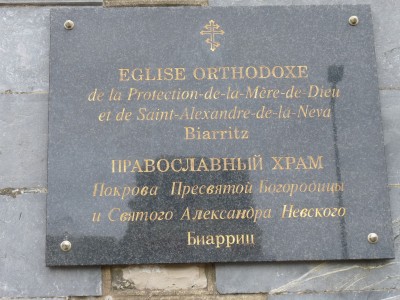 EGLISE ORTHODOXE
de la Protection-de-la-Mère-de Dieu
et de Saint-Alexandre-de-la-Neva
Biarritz
ПРАВОСЛАВНЫЙ ХРАМ
Покрова Пресвятой Богородицы
и Святого Александра Невского
Биарриц